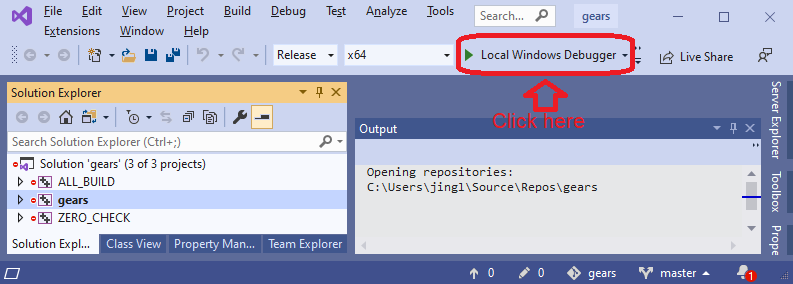 File Edit View Project Build Debug
Test Analyze Tools Search... gears
Extensions Window Help
Release x64 Local Windows Debugger Live Share
Click here
Solution Explorer
Search Solution Explorer (Ctrl+;)
Solution 'gears' (3 of 3 projects)
ALL_BUILD
gears
ZERO_CHECK
Solution Expl... Class View Property Man... Team Explorer
Output
Opening repositories:
C:\Users\jingl\Source\Repos\gears
Server Explorer
Toolbox
Prope
0 0 gears master 1